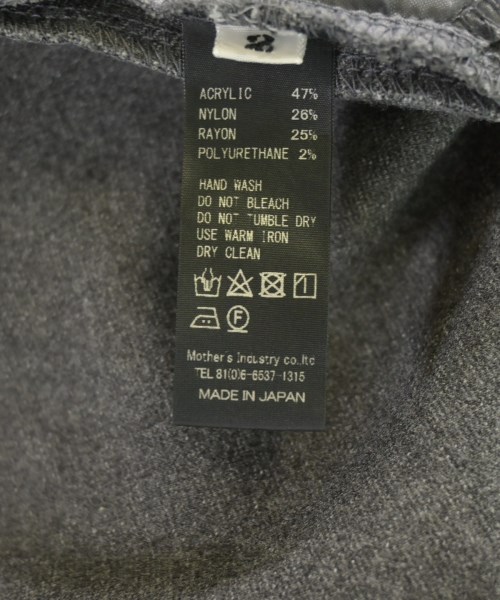 2
ACRYLIC 47%
NYLON 26%
RAYON 25%
POLYURETHANE 2%
HAND WASH
DO NOT BLEACH
DO NOT TUMBLE DRY
USE WARM IRON
DRY CLEAN
F
Mother's Industry co.,ltd
TEL 81(0)6-6537-1315
MADE IN JAPAN